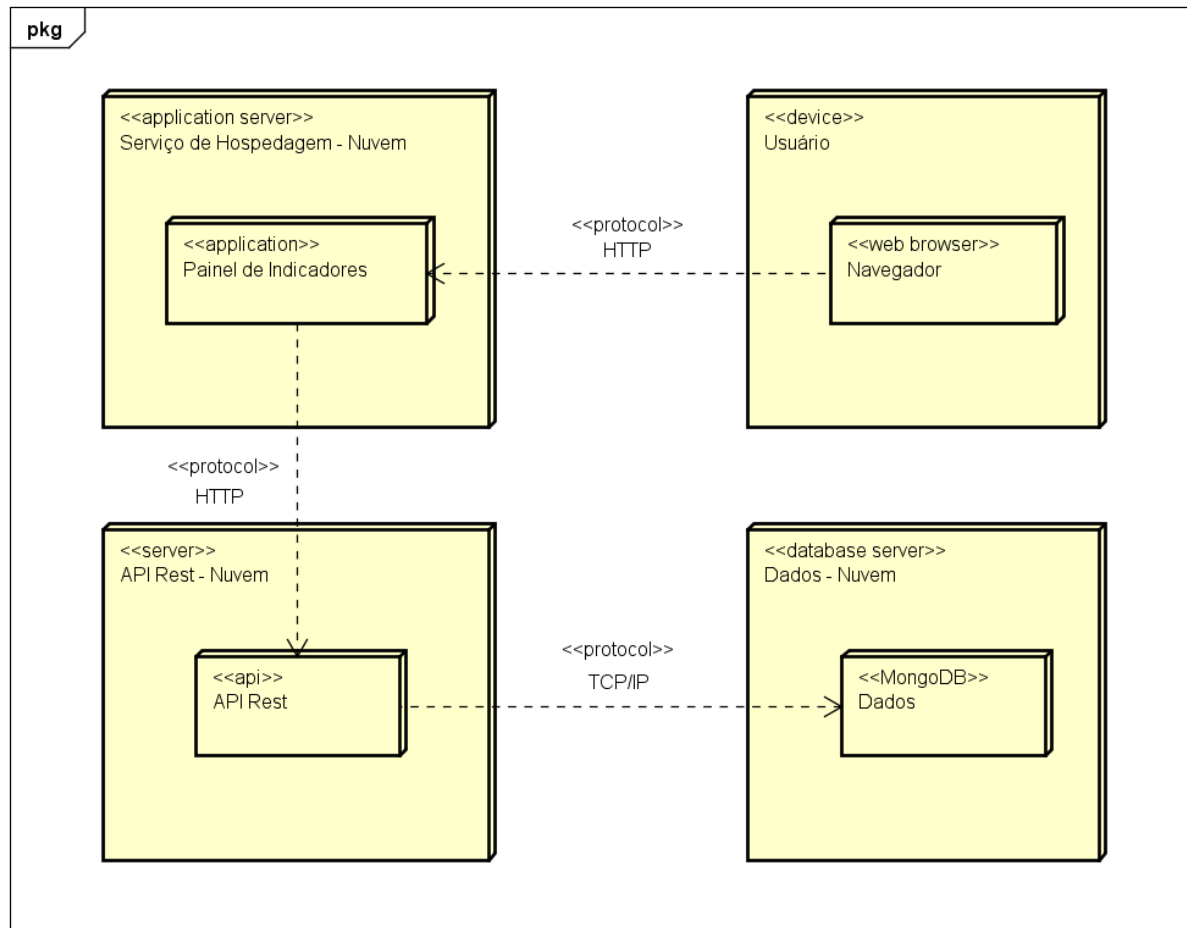 pkg
<<application server>>
Serviço de Hospedagem - Nuvem
<<application>>
Painel de Indicadores
<<protocol>>
HTTP
<<device>>
Usuário
<<web browser>>
Navegador
<<protocol>>
HTTP
<<server>>
API Rest - Nuvem
<<api>>
API Rest
<<protocol>>
TCP/IP
<<database server>>
Dados - Nuvem
<<MongoDB>>
Dados